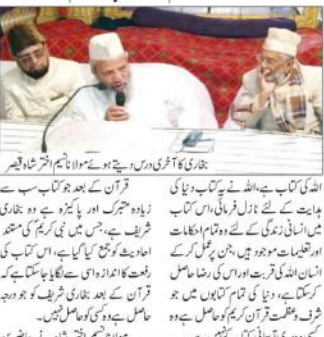 بخاری کا آخری درس دیتے ہوئے مولانا نسیم اختر شاہ قیصر
اللہ کی کتاب ہے، اللہ نے یہ کتاب دنیا کی
ہدایت کے لئے نازل فرمائی، اس کتاب
میں انسانی زندگی کے لئے وہ تمام احکامات
اور تعلیمات موجود ہیں، جن پر عمل کر کے
انسان اللہ کی قربت اور اس کی رضا حاصل
کر سکتا ہے، دنیا کی تمام کتابوں میں جو
شرف وعظمت قرآن کریم کو حاصل ہے وہ
قرآن کے بعد جو کتاب سب سے
زیادہ متبرک اور پاکیزہ ہے وہ بخاری
شریف ہے، جس میں نبی کریم کی مستند
احادیث کو جمع کیا گیا ہے، اس کتاب کی
رفعت کا اندازہ اسی سے لگایا جا سکتا ہے کہ
قرآن کے بعد بخاری شریف کو جو درجہ
حاصل ہے وہ کسی کو حاصل نہیں۔